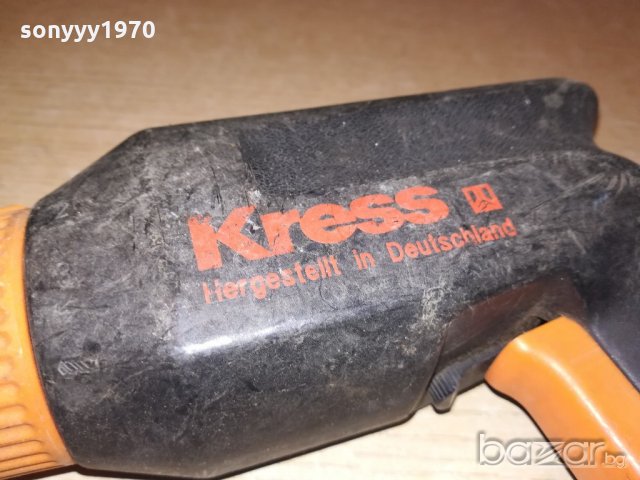 sonyyy1970
Kress
Hergestellt in Deutschland
bazar.bg